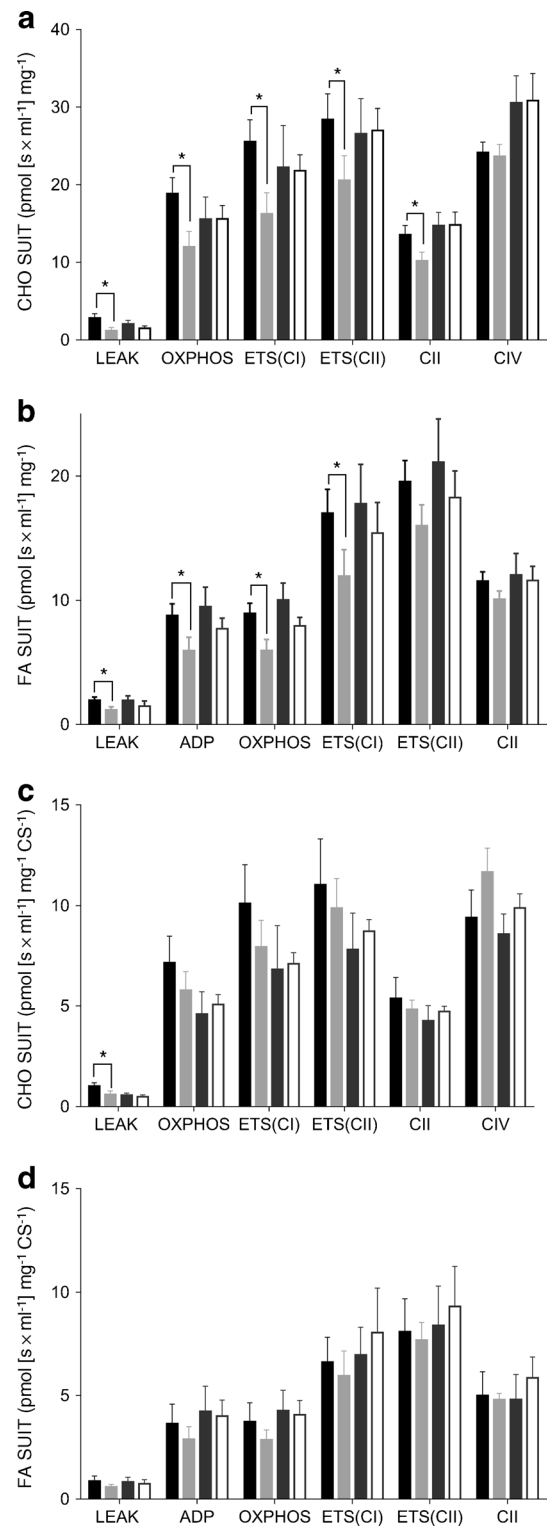 a
CHO SUIT (pmol [s × ml⁻¹] mg⁻¹)
40
30
20
10
0
* * * * *
LEAK OXPHOS ETS(CI) ETS(CII) CII CIV
b
FA SUIT (pmol [s × ml⁻¹] mg⁻¹)
20
10
0
* * * *
LEAK ADP OXPHOS ETS(CI) ETS(CII) CII
c
CHO SUIT (pmol [s × ml⁻¹] mg⁻¹ CS⁻¹)
15
10
5
0
*
LEAK OXPHOS ETS(CI) ETS(CII) CII CIV
d
FA SUIT (pmol [s × ml⁻¹] mg⁻¹ CS⁻¹)
15
10
5
0
LEAK ADP OXPHOS ETS(CI) ETS(CII) CII